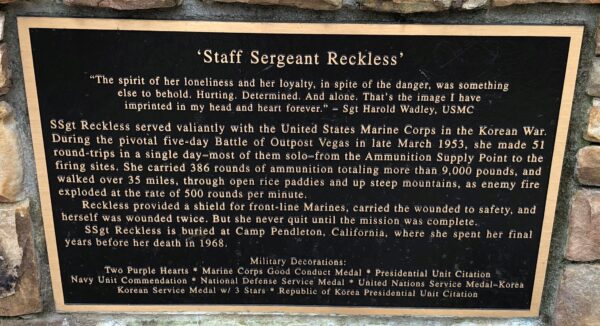 ‘Staff Sergeant Reckless’
“The spirit of her loneliness and her loyalty, in spite of the danger, was something
else to behold. Hurting. Determined. And alone. That’s the image I have
imprinted in my head and heart forever.” – Sgt Harold Wadley, USMC
SSgt Reckless served valiantly with the United States Marine Corps in the Korean War.
During the pivotal five-day Battle of Outpost Vegas in late March 1953, she made 51
round-trips in a single day–most of them solo–from the Ammunition Supply Point to the
firing sites. She carried 386 rounds of ammunition totaling more than 9,000 pounds, and
walked over 35 miles, through open rice paddies and up steep mountains, as enemy fire
exploded at the rate of 500 rounds per minute.
Reckless provided a shield for front-line Marines, carried the wounded to safety, and
herself was wounded twice. But she never quit until the mission was complete.
SSgt Reckless is buried at Camp Pendleton, California, where she spent her final
years before her death in 1968.
Military Decorations:
Two Purple Hearts * Marine Corps Good Conduct Medal * Presidential Unit Citation
Navy Unit Commendation * National Defense Service Medal * United Nations Service Medal–Korea
Korean Service Medal w/ 3 Stars * Republic of Korea Presidential Unit Citation